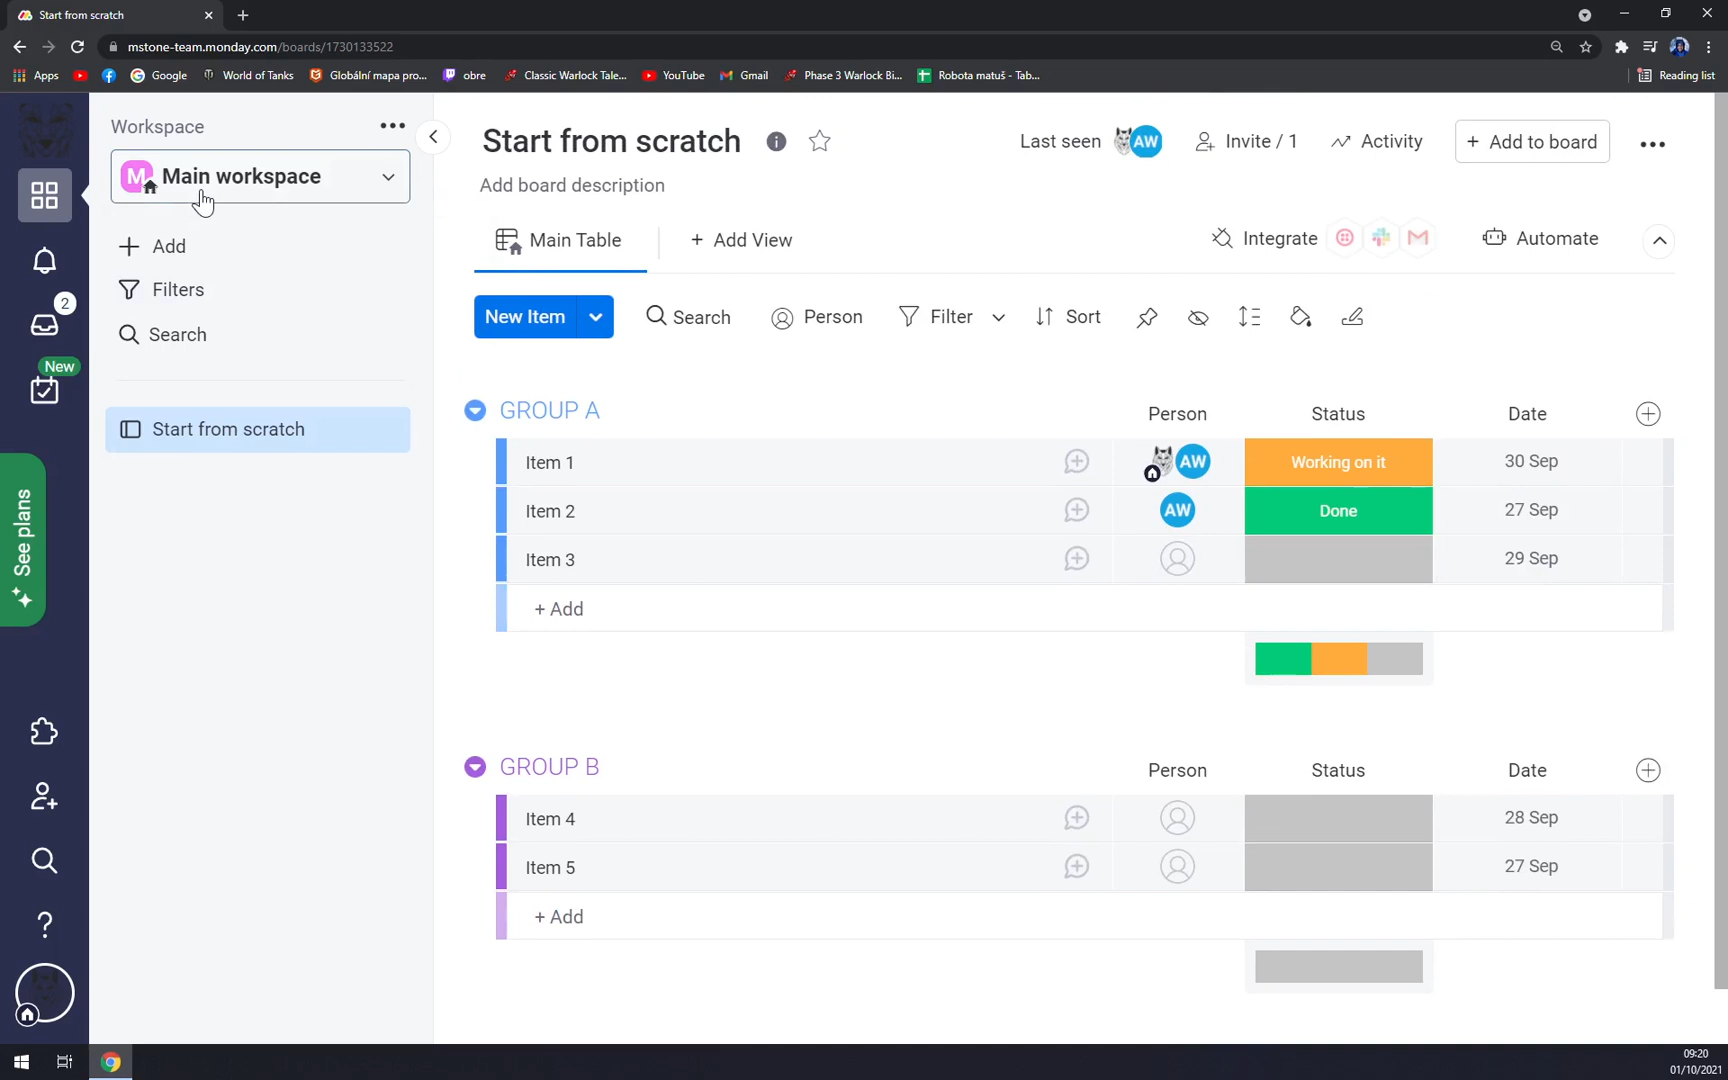 Start from scratch
mstone-team.monday.com/boards/1730133522
Apps
Google
World of Tanks
Globální mapa pro...
obre
Classic Warlock Tale...
YouTube
Gmail
Phase 3 Warlock Bi...
Robota matuš - Tab...
Reading list
Workspace
M Main workspace
Add
Filters
Search
Start from scratch
2
New
See plans
Start from scratch
Last seen
AW
Invite / 1
Activity
+ Add to board
Add board description
Main Table
+ Add View
Integrate
Automate
New Item
Search
Person
Filter
Sort
GROUP A
Person
Status
Date
Item 1
AW
Working on it
30 Sep
Item 2
AW
Done
27 Sep
Item 3
29 Sep
+ Add
GROUP B
Person
Status
Date
Item 4
28 Sep
Item 5
27 Sep
+ Add
09:20
01/10/2021